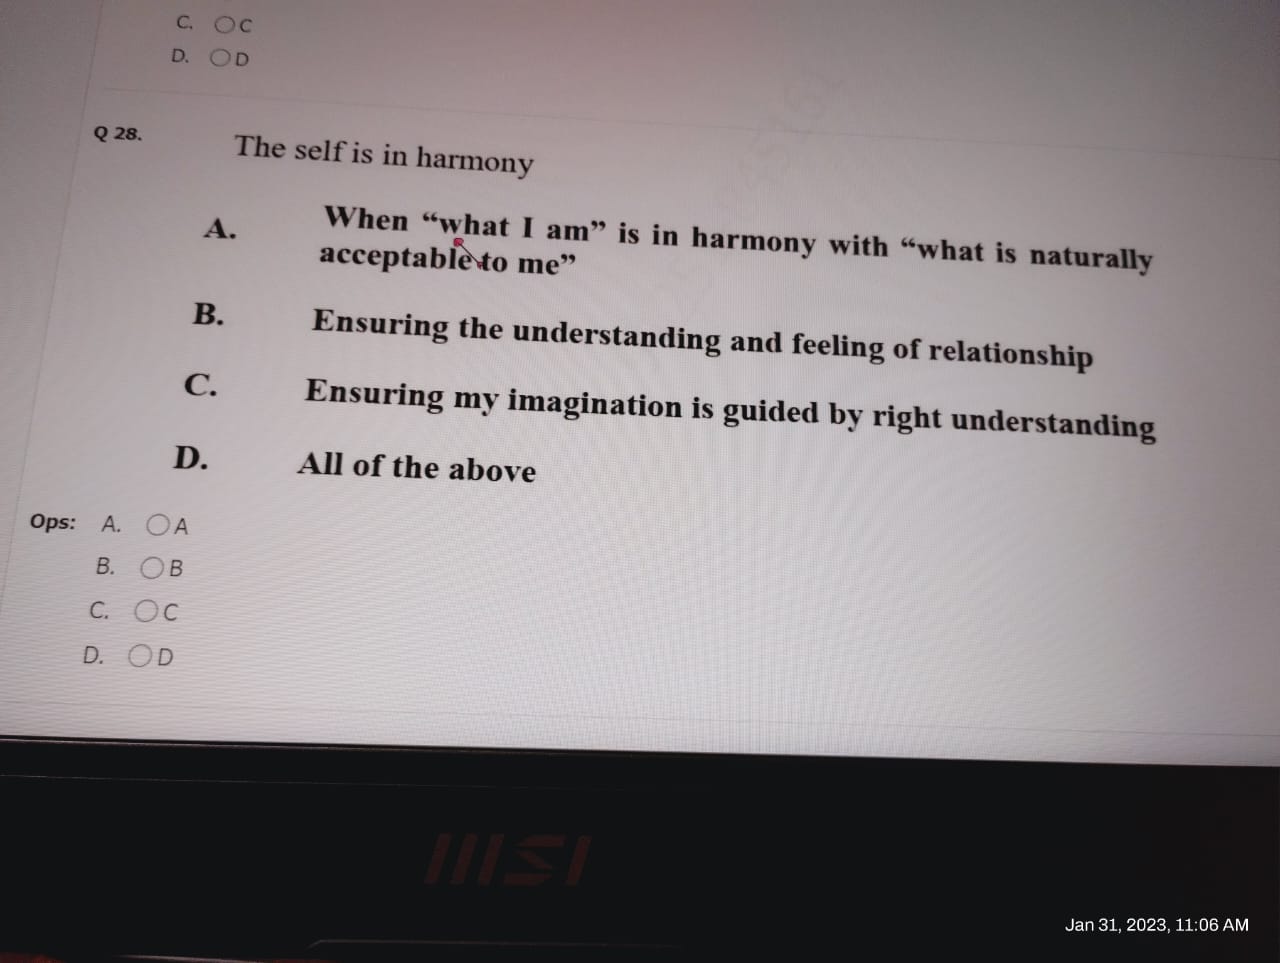 C. C
D. D
Q 28. The self is in harmony
A. When “what I am” is in harmony with “what is naturally
acceptable to me”
B. Ensuring the understanding and feeling of relationship
C. Ensuring my imagination is guided by right understanding
D. All of the above
Ops: A. A
B. B
C. C
D. D
msi
Jan 31, 2023, 11:06 AM